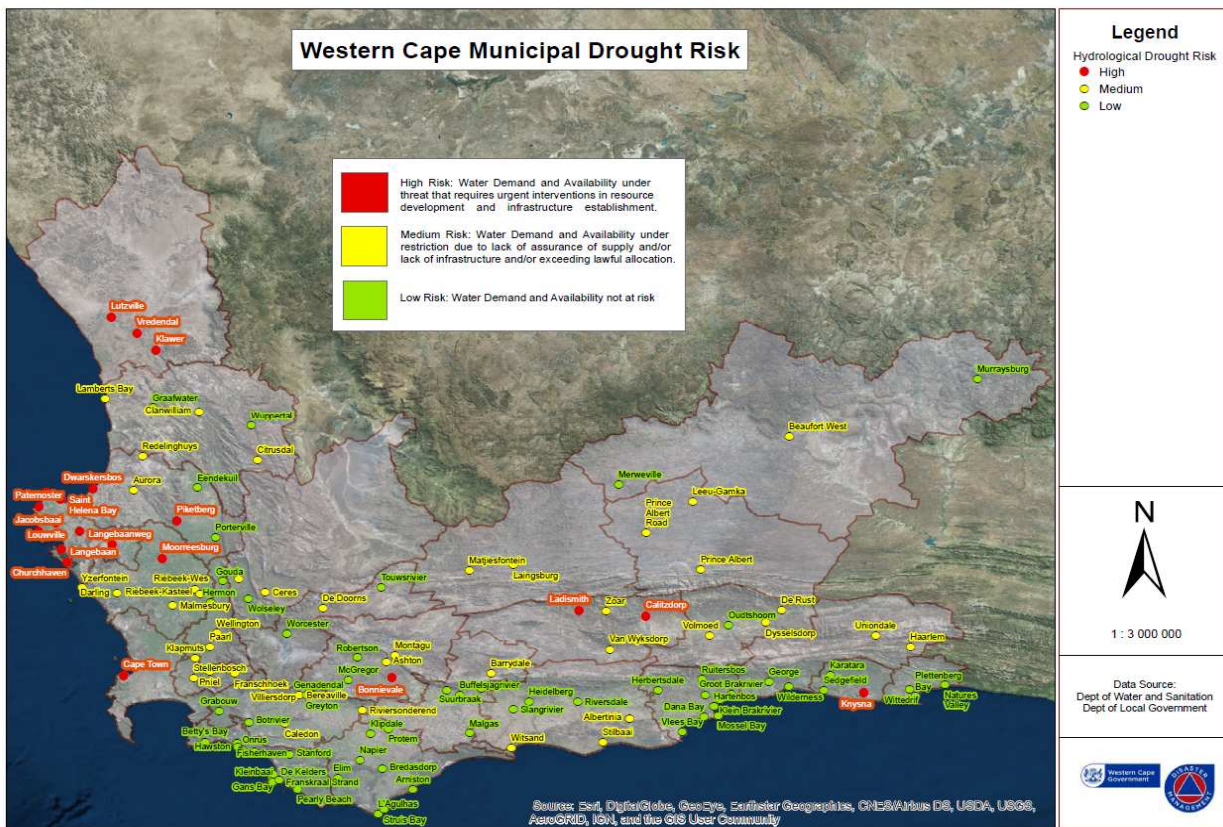 Western Cape Municipal Drought Risk
High Risk: Water Demand and Availability under
threat that requires urgent interventions in resource
development and infrastructure establishment.
Medium Risk: Water Demand and Availability under
restriction due to lack of assurance of supply and/or
lack of infrastructure and/or exceeding lawful allocation.
Low Risk: Water Demand and Availability not at risk
Lutzville
Vredendal
Klawer
Murraysburg
Lamberts Bay
Graafwater
Clanwilliam
Wuppertal
Beaufort West
Redelinghuys
Citrusdal
Dwarskersbos
Aurora
Eendekuil
Merweville
Paternoster
Saint
Helena Bay
Leeu-Gamka
Prince
Albert
Road
Jacobsbaai
Piketberg
Louwville
Langebaanweg
Porterville
Langebaan
Moorreesburg
Prince Albert
Churchhaven
Matjiesfontein
Laingsburg
Yzerfontein
Riebeek-Wes
Gouda
Touwsrivier
Darling
Riebeek-Kasteel
Hermon
Ceres
Malmesbury
Wolseley
De Doorns
Ladismith
Zoar
Calitzdorp
De Rust
Oudtshoorn
Volmoed
Dysselsdorp
Uniondale
Haarlem
Wellington
Worcester
Paarl
Klapmuts
Robertson
Montagu
Ashton
Van Wyksdorp
Cape Town
Stellenbosch
Pniel
Franschhoek
McGregor
Bonnievale
Barrydale
Ruitersbos
George
Karatara
Sedgefield
Plettenberg
Bay
Villiersdorp
Genadendal
Bereaville
Greyton
Buffelsjagrivier
Suurbraak
Heidelberg
Herbertsdale
Groot Brakrivier
Hartenbos
Wilderness
Knysna
Wittedrif
Natures
Valley
Grabouw
Riviersonderend
Slangrivier
Riversdale
Dana Bay
Klein Brakrivier
Botrivier
Caledon
Klipdale
Protem
Malgas
Albertinia
Vlees Bay
Mossel Bay
Betty's Bay
Onrus
Hawston
Fisherhaven
Stanford
Napier
Witsand
Stilbaai
Kleinbaai
De Kelders
Elim
Bredasdorp
Gans Bay
Franskraal Strand
Arniston
Pearly Beach
L'Agulhas
Struis Bay
Source: Esri, DigitalGlobe, GeoEye, Earthstar Geographics, CNES/Airbus DS, USDA, USGS,
AeroGRID, IGN, and the GIS User Community
Legend
Hydrological Drought Risk
High
Medium
Low
N
1 : 3 000 000
Data Source:
Dept of Water and Sanitation
Dept of Local Government
Western Cape
Government
DISASTER
MANAGEMENT